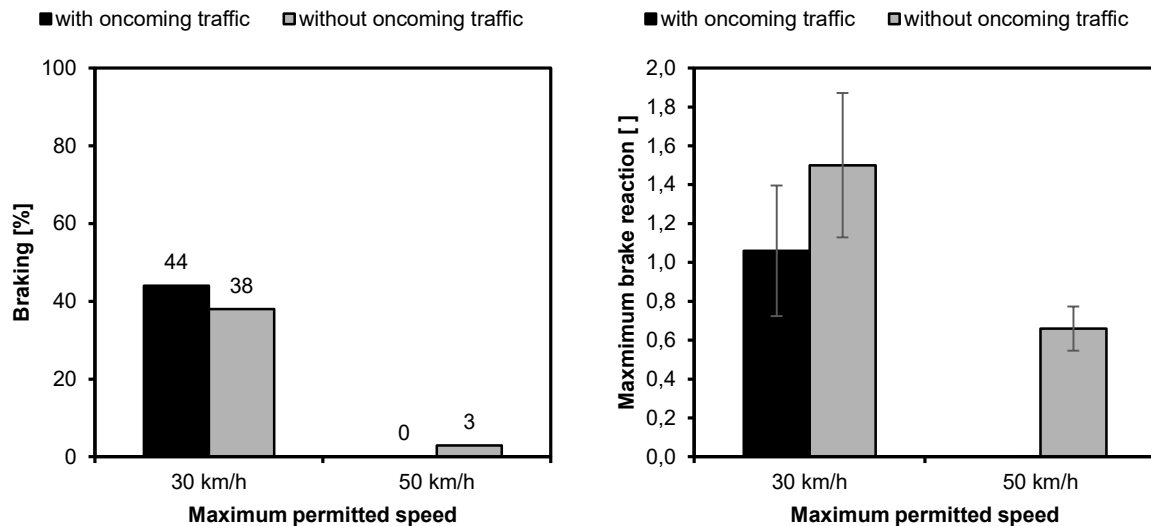 ■with oncoming traffic ■without oncoming traffic
Braking [%]
100
80
60
40
20
0
44
38
0
3
30 km/h 50 km/h
Maximum permitted speed
■with oncoming traffic ■without oncoming traffic
Maxmimum brake reaction [ ]
2,0
1,8
1,6
1,4
1,2
1,0
0,8
0,6
0,4
0,2
0,0
30 km/h 50 km/h
Maximum permitted speed